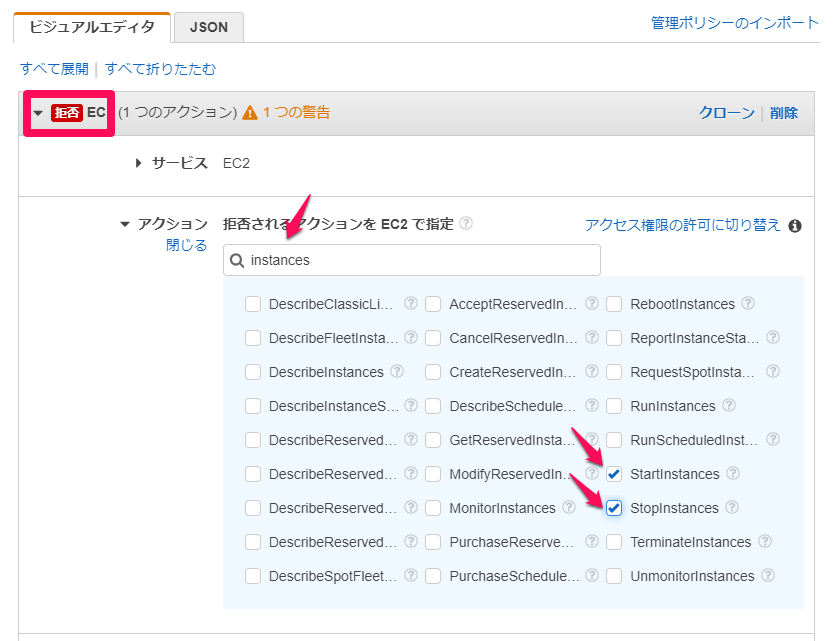 ビジュアルエディタ JSON 管理ポリシーのインポート
すべて展開 | すべて折りたたむ
拒否 EC (1 つのアクション) 1 つの警告 クローン | 削除
サービス EC2
アクション 拒否されるアクションを EC2 で指定 ? アクセス権限の許可に切り替え i
閉じる
instances
DescribeClassicLi... ? AcceptReservedIn... ? RebootInstances ?
DescribeFleetInsta... ? CancelReservedIn... ? ReportInstanceSta... ?
DescribeInstances ? CreateReservedIn... ? RequestSpotInsta... ?
DescribeInstanceS... ? DescribeSchedule... ? RunInstances ?
DescribeReserved... ? GetReservedInsta... ? RunScheduledInst... ?
DescribeReserved... ? ModifyReservedIn... ? StartInstances ?
DescribeReserved... ? MonitorInstances ? StopInstances ?
DescribeReserved... ? PurchaseReserve... ? TerminateInstances ?
DescribeSpotFleet... ? PurchaseSchedule... ? UnmonitorInstances ?